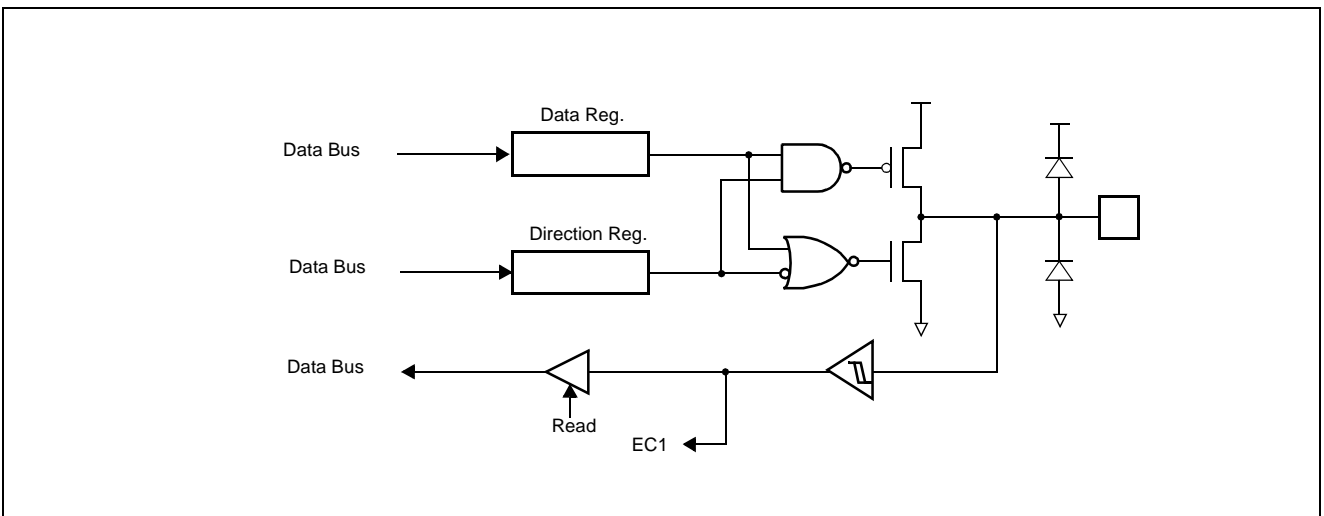 Data Reg.
Data Bus
Direction Reg.
Data Bus
Data Bus
Read
EC1